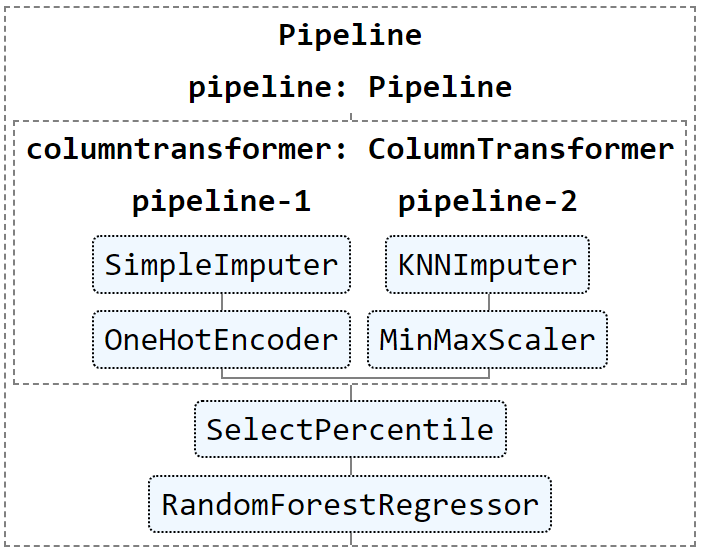 Pipeline
pipeline: Pipeline
columntransformer: ColumnTransformer
pipeline-1 pipeline-2
SimpleImputer KNNImputer
OneHotEncoder MinMaxScaler
SelectPercentile
RandomForestRegressor